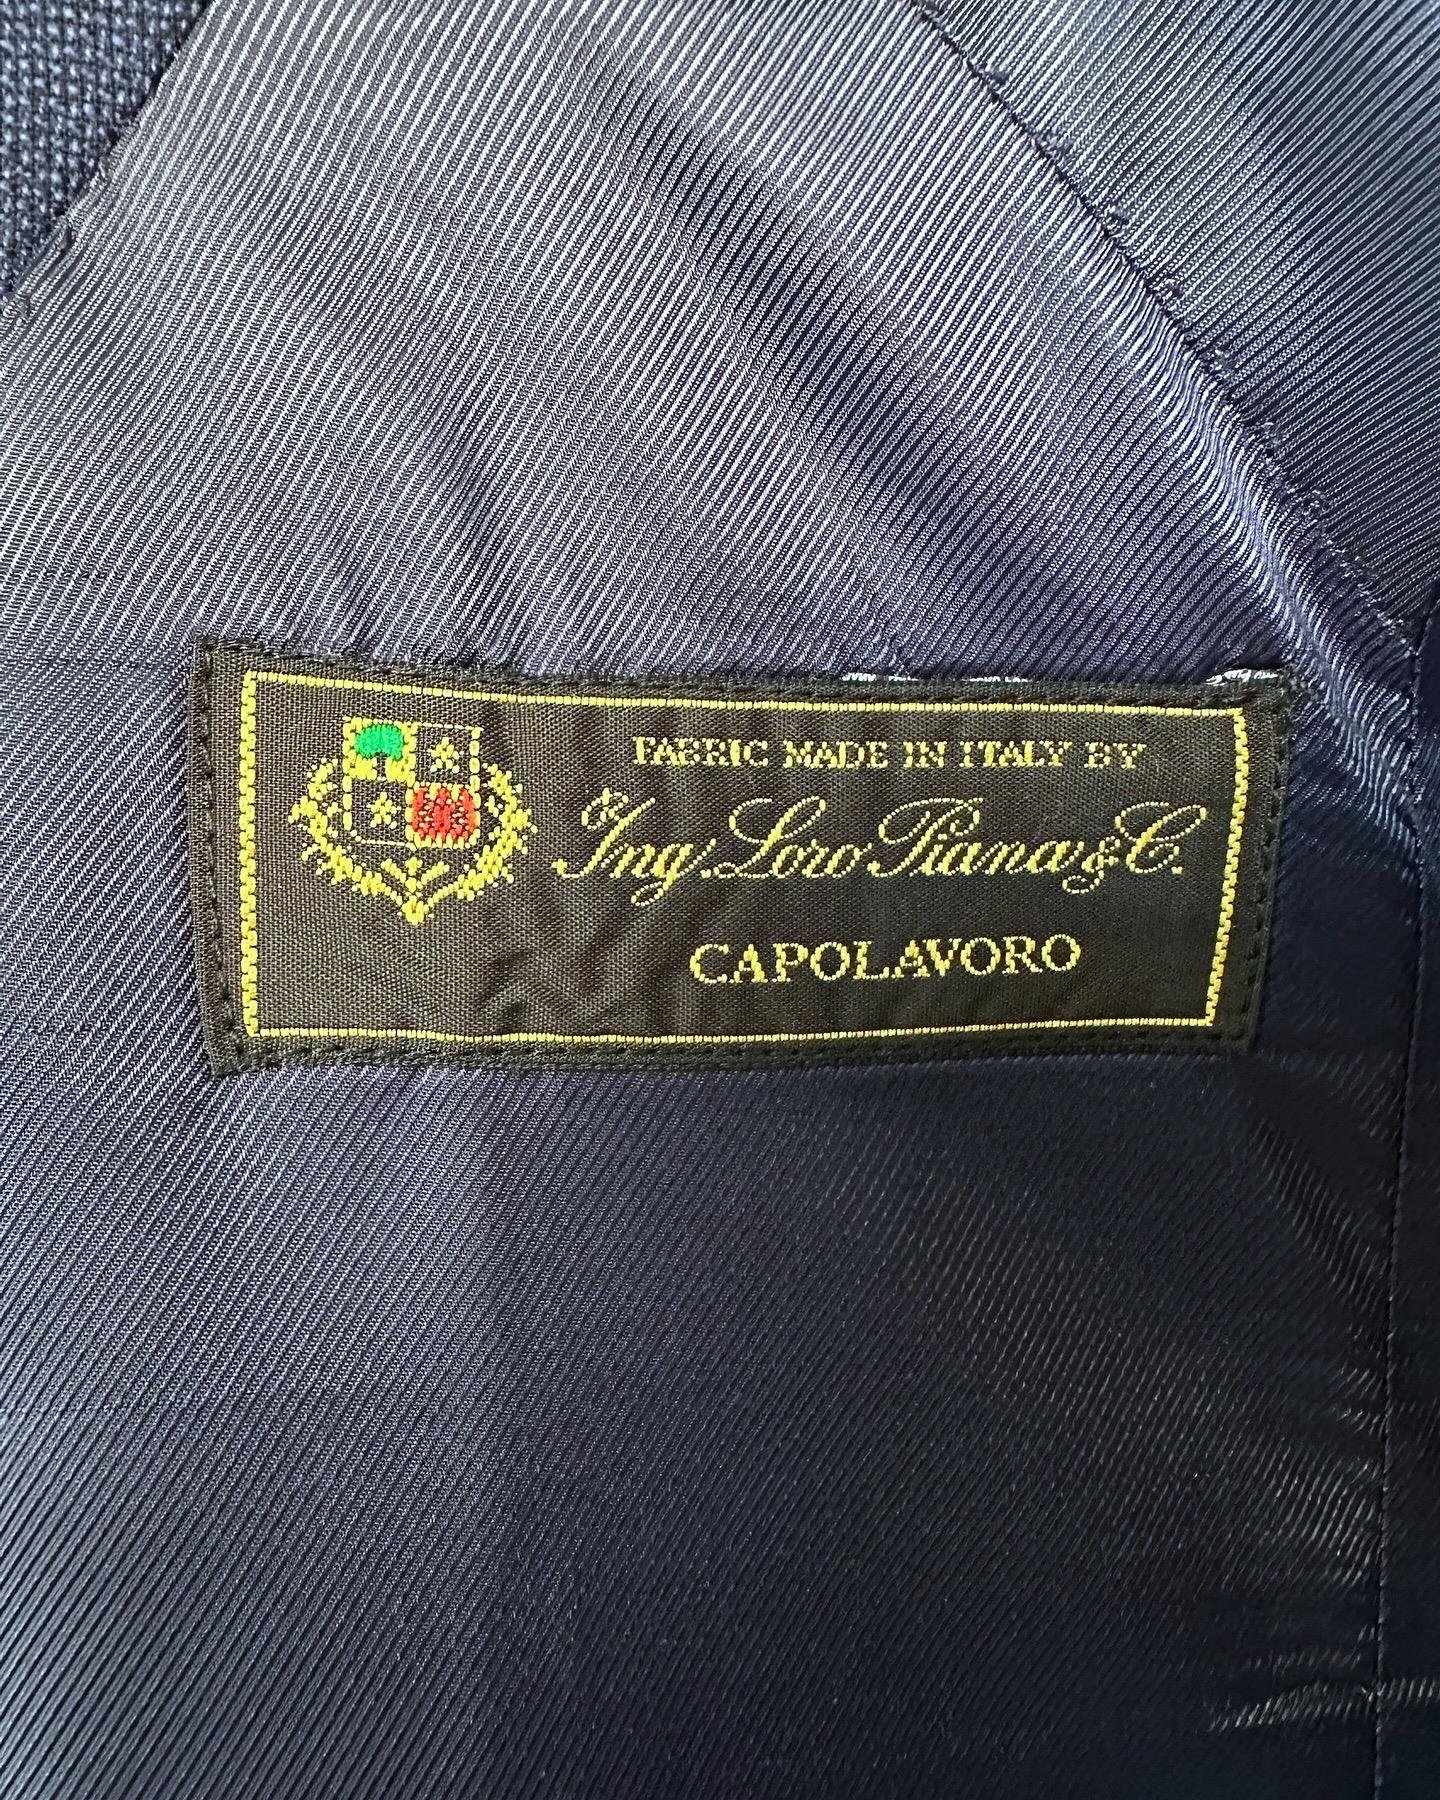 FABRIC MADE IN ITALY BY
Ing. Loro Piana & C.
CAPOLAVORO